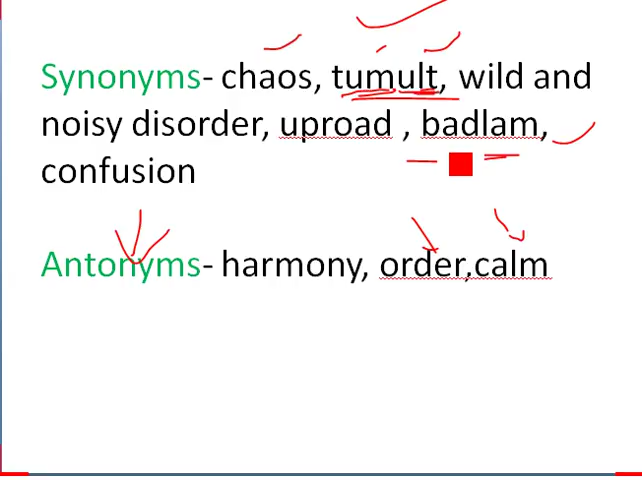 Synonyms- chaos, tumult, wild and
noisy disorder, uproad , badlam,
confusion
Antonyms- harmony, order,calm